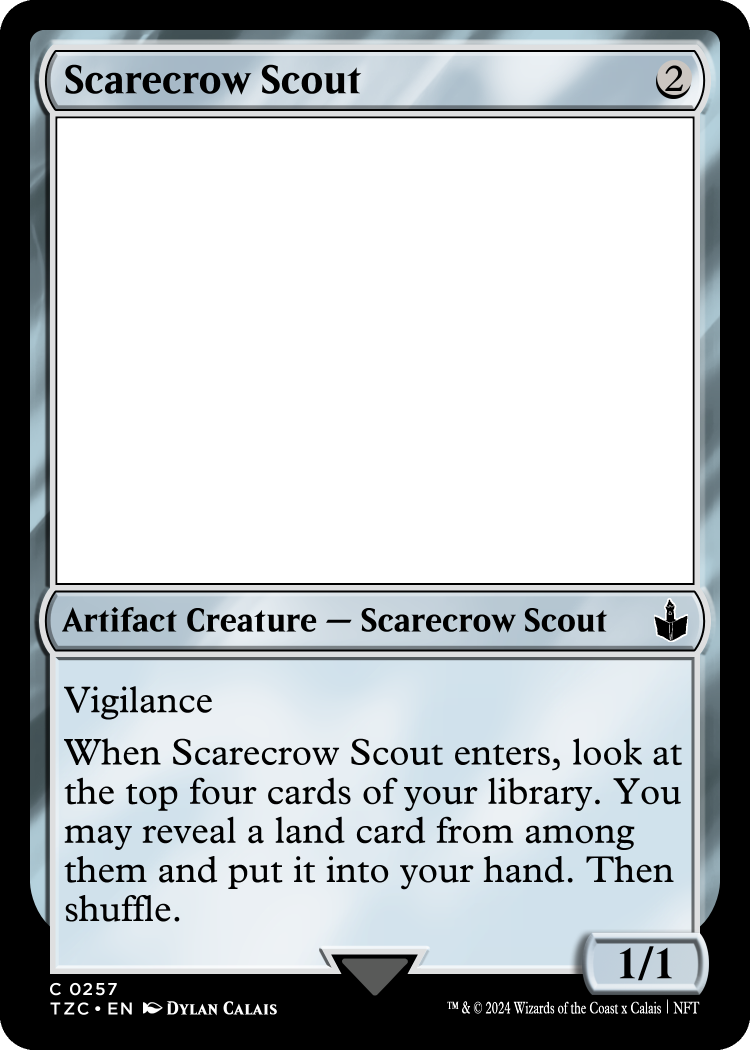 Scarecrow Scout 2
Artifact Creature — Scarecrow Scout
Vigilance
When Scarecrow Scout enters, look at
the top four cards of your library. You
may reveal a land card from among
them and put it into your hand. Then
shuffle.
1/1
C 0257
TZC • EN Dylan Calais
™ & © 2024 Wizards of the Coast x Calais | NFT